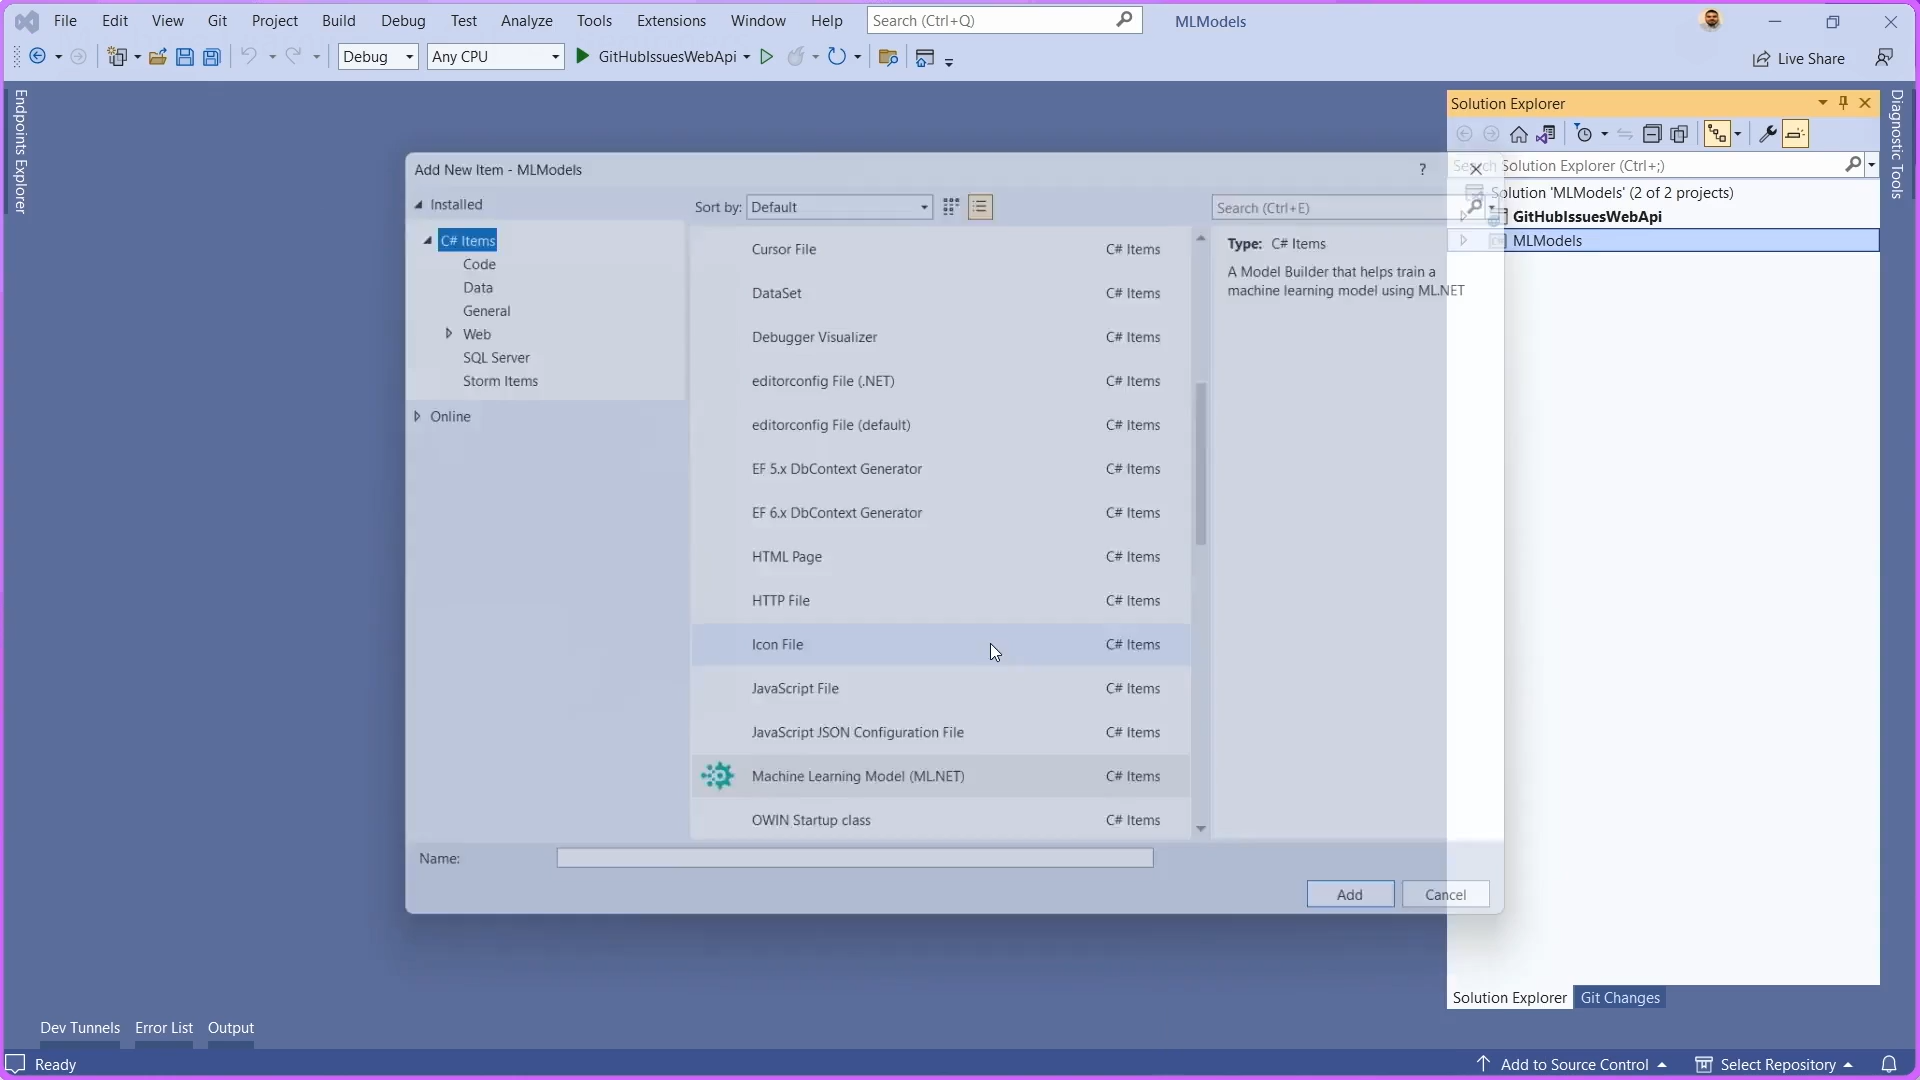 File Edit View Git Project Build Debug Test Analyze Tools Extensions Window Help Search (Ctrl+Q) MLModels
Debug Any CPU GitHubIssuesWebApi Live Share
Endpoints Explorer
Add New Item - MLModels ?
Installed
C# Items
Code
Data
General
Web
SQL Server
Storm Items
Online
Sort by: Default
Search (Ctrl+E)
Cursor File C# Items
DataSet C# Items
Debugger Visualizer C# Items
editorconfig File (.NET) C# Items
editorconfig File (default) C# Items
EF 5.x DbContext Generator C# Items
EF 6.x DbContext Generator C# Items
HTML Page C# Items
HTTP File C# Items
Icon File C# Items
JavaScript File C# Items
JavaScript JSON Configuration File C# Items
Machine Learning Model (ML.NET) C# Items
OWIN Startup class C# Items
Type: C# Items
A Model Builder that helps train a
machine learning model using ML.NET
Name:
Add Cancel
Solution Explorer
Search Solution Explorer (Ctrl+;)
Solution 'MLModels' (2 of 2 projects)
GitHubIssuesWebApi
MLModels
Solution Explorer Git Changes
Diagnostic Tools
Dev Tunnels Error List Output
Ready Add to Source Control Select Repository